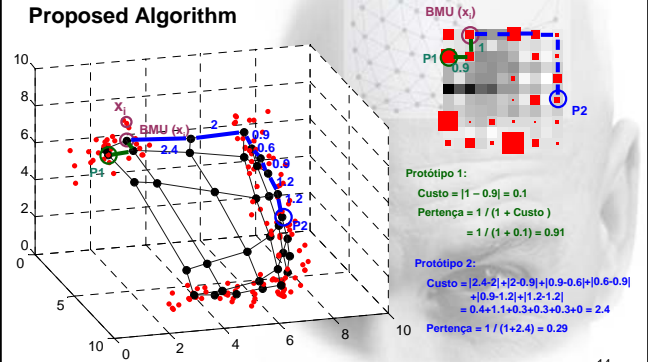 Proposed Algorithm
BMU (xᵢ)
1
P1
0.9
P2
10
8
6
4
2
0
0
5
10
0
2
4
6
8
10
xᵢ
BMU (xᵢ)
P1
2.4
2
0.9
0.6
0.9
1.2
1.2
P2
Protótipo 1:
Custo = |1 – 0.9| = 0.1
Pertença = 1 / (1 + Custo )
= 1 / (1 + 0.1) = 0.91
Protótipo 2:
Custo = |2.4-2|+|2-0.9|+|0.9-0.6|+|0.6-0.9|
+|0.9-1.2|+|1.2-1.2|
= 0.4+1.1+0.3+0.3+0.3+0 = 2.4
Pertença = 1 / (1+2.4) = 0.29